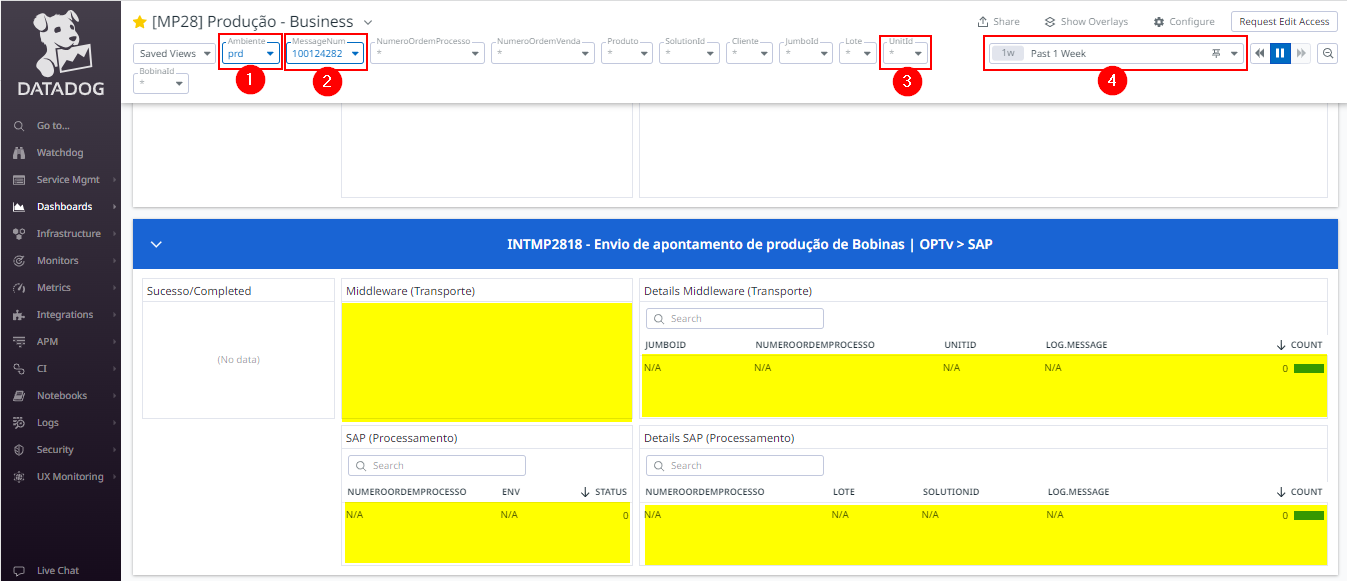 DATADOG
Go to...
Watchdog
Service Mgmt
Dashboards
Infrastructure
Monitors
Metrics
Integrations
APM
CI
Notebooks
Logs
Security
UX Monitoring
Live Chat
[MP28] Produção - Business
Share
Show Overlays
Configure
Request Edit Access
Saved Views
Ambiente
prd
MessageNum
100124282
NumeroOrdemProcesso
*
NumeroOrdemVenda
*
Produto
*
SolutionId
*
Cliente
*
JumboId
*
Lote
*
UnitId
*
1w Past 1 Week
BobinaId
*
1
2
3
4
INTMP2818 - Envio de apontamento de produção de Bobinas | OPTv > SAP
Sucesso/Completed
(No data)
Middleware (Transporte)
Details Middleware (Transporte)
Search
JUMBOID NUMEROORDEMPROCESSO UNITID LOG.MESSAGE COUNT
N/A N/A N/A N/A 0
SAP (Processamento)
Search
NUMEROORDEMPROCESSO ENV STATUS
N/A N/A 0
Details SAP (Processamento)
Search
NUMEROORDEMPROCESSO LOTE SOLUTIONID LOG.MESSAGE COUNT
N/A N/A N/A N/A 0